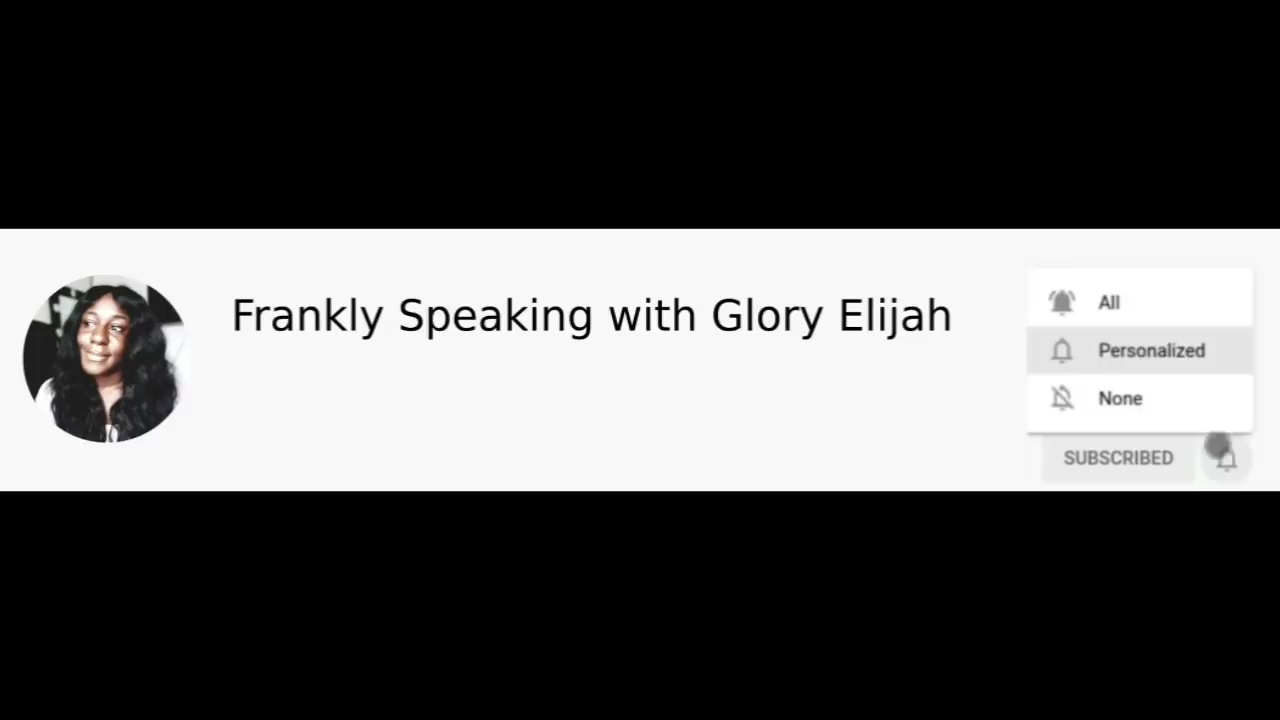 Frankly Speaking with Glory Elijah
All
Personalized
None
SUBSCRIBED